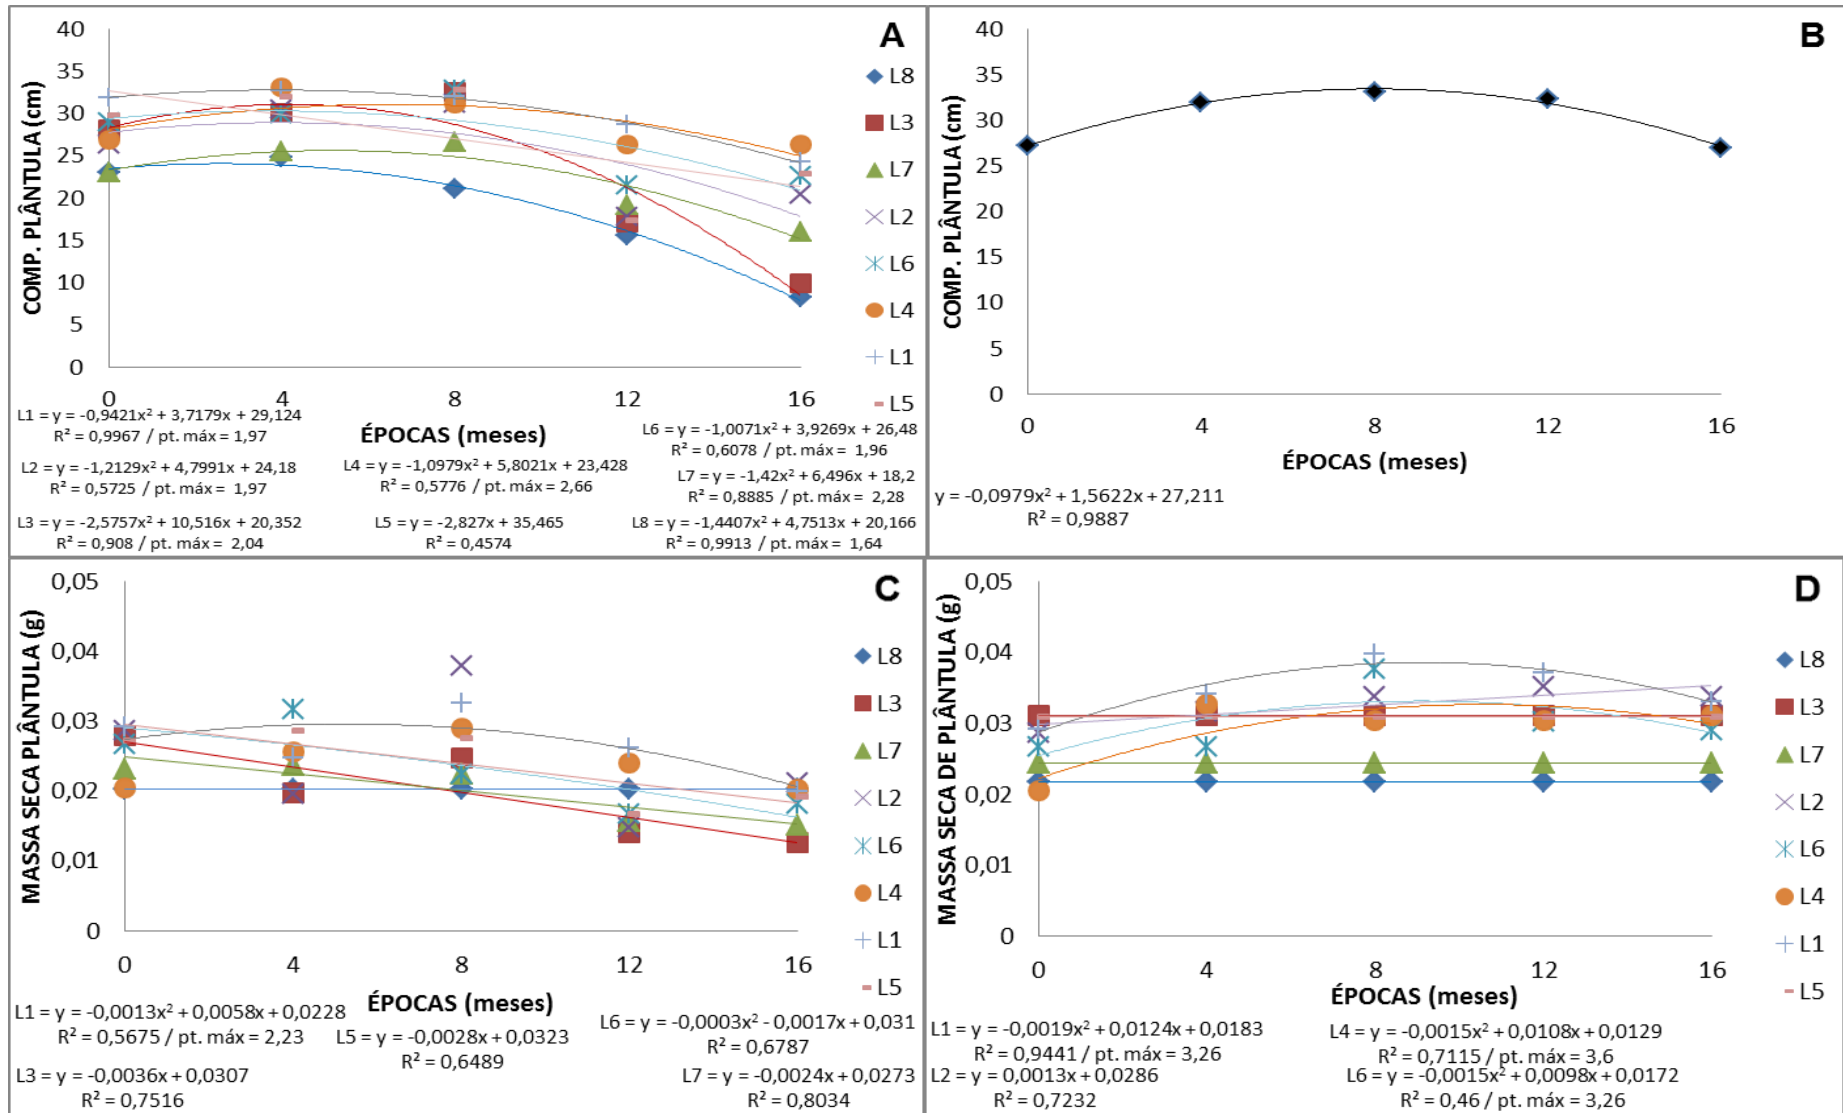 A
COMP. PLÂNTULA (cm)
40
35
30
25
20
15
10
5
0
0 4 8 12 16
ÉPOCAS (meses)
L8
L3
L7
L2
L6
L4
L1
L5
L1 = y = -0,9421x² + 3,7179x + 29,124
R² = 0,9967 / pt. máx = 1,97
L2 = y = -1,2129x² + 4,7991x + 24,18
R² = 0,5725 / pt. máx = 1,97
L3 = y = -2,5757x² + 10,516x + 20,352
R² = 0,908 / pt. máx = 2,04
L4 = y = -1,0979x² + 5,8021x + 23,428
R² = 0,5776 / pt. máx = 2,66
L5 = y = -2,827x + 35,465
R² = 0,4574
L6 = y = -1,0071x² + 3,9269x + 26,48
R² = 0,6078 / pt. máx = 1,96
L7 = y = -1,42x² + 6,496x + 18,2
R² = 0,8885 / pt. máx = 2,28
L8 = y = -1,4407x² + 4,7513x + 20,166
R² = 0,9913 / pt. máx = 1,64
B
COMP. PLÂNTULA (cm)
40
35
30
25
20
15
10
5
0
0 4 8 12 16
ÉPOCAS (meses)
y = -0,0979x² + 1,5622x + 27,211
R² = 0,9887
C
MASSA SECA PLÂNTULA (g)
0,05
0,04
0,03
0,02
0,01
0
0 4 8 12 16
ÉPOCAS (meses)
L8
L3
L7
L2
L6
L4
L1
L5
L1 = y = -0,0013x² + 0,0058x + 0,0228
R² = 0,5675 / pt. máx = 2,23
L3 = y = -0,0036x + 0,0307
R² = 0,7516
L5 = y = -0,0028x + 0,0323
R² = 0,6489
L6 = y = -0,0003x² - 0,0017x + 0,031
R² = 0,6787
L7 = y = -0,0024x + 0,0273
R² = 0,8034
D
MASSA SECA DE PLÂNTULA (g)
0,05
0,04
0,03
0,02
0,01
0
0 4 8 12 16
ÉPOCAS (meses)
L8
L3
L7
L2
L6
L4
L1
L5
L1 = y = -0,0019x² + 0,0124x + 0,0183
R² = 0,9441 / pt. máx = 3,26
L2 = y = 0,0013x + 0,0286
R² = 0,7232
L4 = y = -0,0015x² + 0,0108x + 0,0129
R² = 0,7115 / pt. máx = 3,6
L6 = y = -0,0015x² + 0,0098x + 0,0172
R² = 0,46 / pt. máx = 3,26